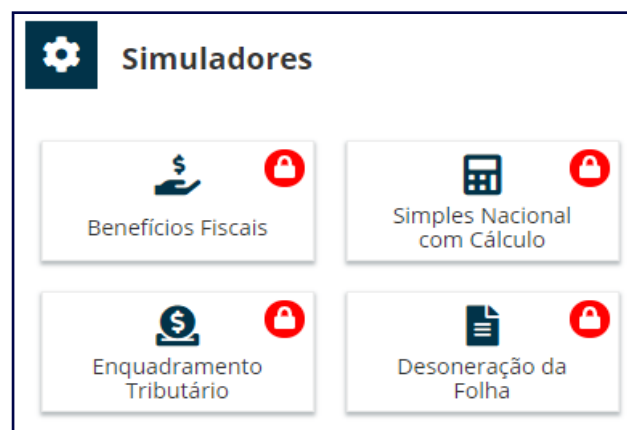 Simuladores
Benefícios Fiscais
Simples Nacional
com Cálculo
Enquadramento
Tributário
Desoneração da
Folha